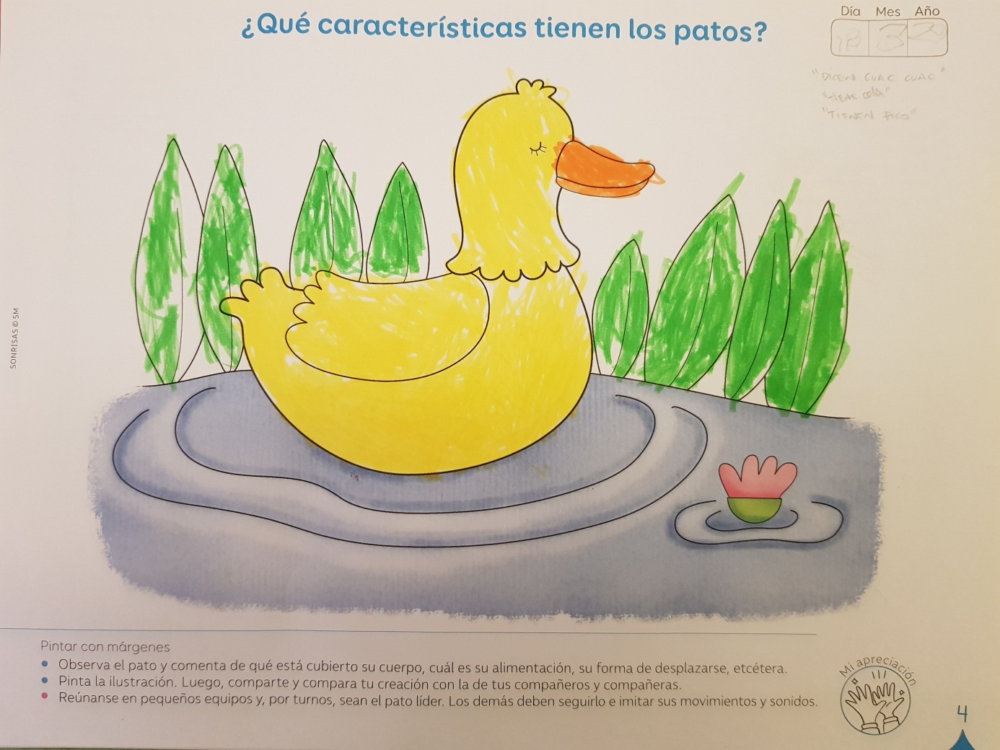 ¿Qué características tienen los patos?
Día Mes Año
18 3
"DICEN CUAC CUAC"
"TIENE COLA"
"TIENEN PICO"
SONRISAS © SM
Pintar con márgenes
• Observa el pato y comenta de qué está cubierto su cuerpo, cuál es su alimentación, su forma de desplazarse, etcétera.
• Pinta la ilustración. Luego, comparte y compara tu creación con la de tus compañeros y compañeras.
• Reúnanse en pequeños equipos y, por turnos, sean el pato líder. Los demás deben seguirlo e imitar sus movimientos y sonidos.
Mi apreciación
4